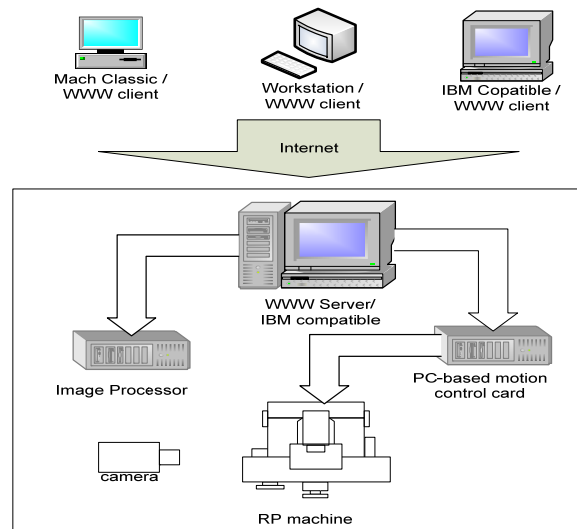 Mach Classic /
WWW client
Workstation /
WWW client
IBM Copatible /
WWW client
Internet
WWW Server/
IBM compatible
Image Processor
PC-based motion
control card
camera
RP machine